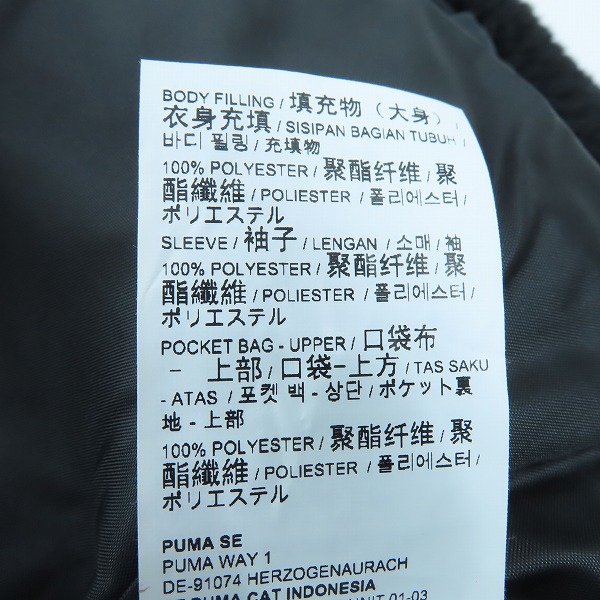 BODY FILLING / 填充物（大身）/
衣身充填 / SISIPAN BAGIAN TUBUH /
바디 필링 / 充填物
100% POLYESTER / 聚酯纤维 / 聚
酯纖維 / POLIESTER / 폴리에스터 /
ポリエステル
SLEEVE / 袖子 / LENGAN / 소매 / 袖
100% POLYESTER / 聚酯纤维 / 聚
酯纖維 / POLIESTER / 폴리에스터 /
ポリエステル
POCKET BAG - UPPER / 口袋布
- 上部 / 口袋-上方 / TAS SAKU
- ATAS / 포켓 백 - 상단 / ポケット裏
地 - 上部
100% POLYESTER / 聚酯纤维 / 聚
酯纖維 / POLIESTER / 폴리에스터 /
ポリエステル
PUMA SE
PUMA WAY 1
DE-91074 HERZOGENAURACH
PUMA CAT INDONESIA
UNIT 01-03